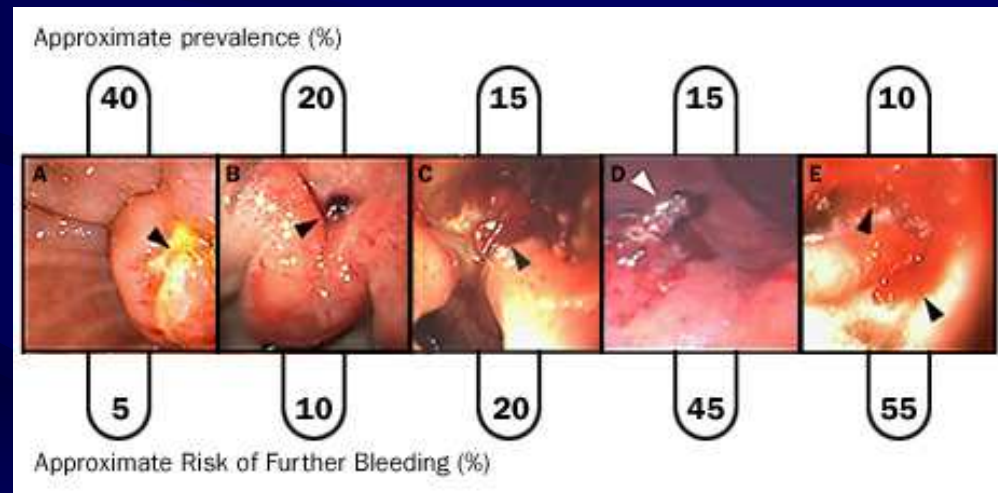 Approximate prevalence (%)
40 20 15 15 10
A B C D E
5 10 20 45 55
Approximate Risk of Further Bleeding (%)